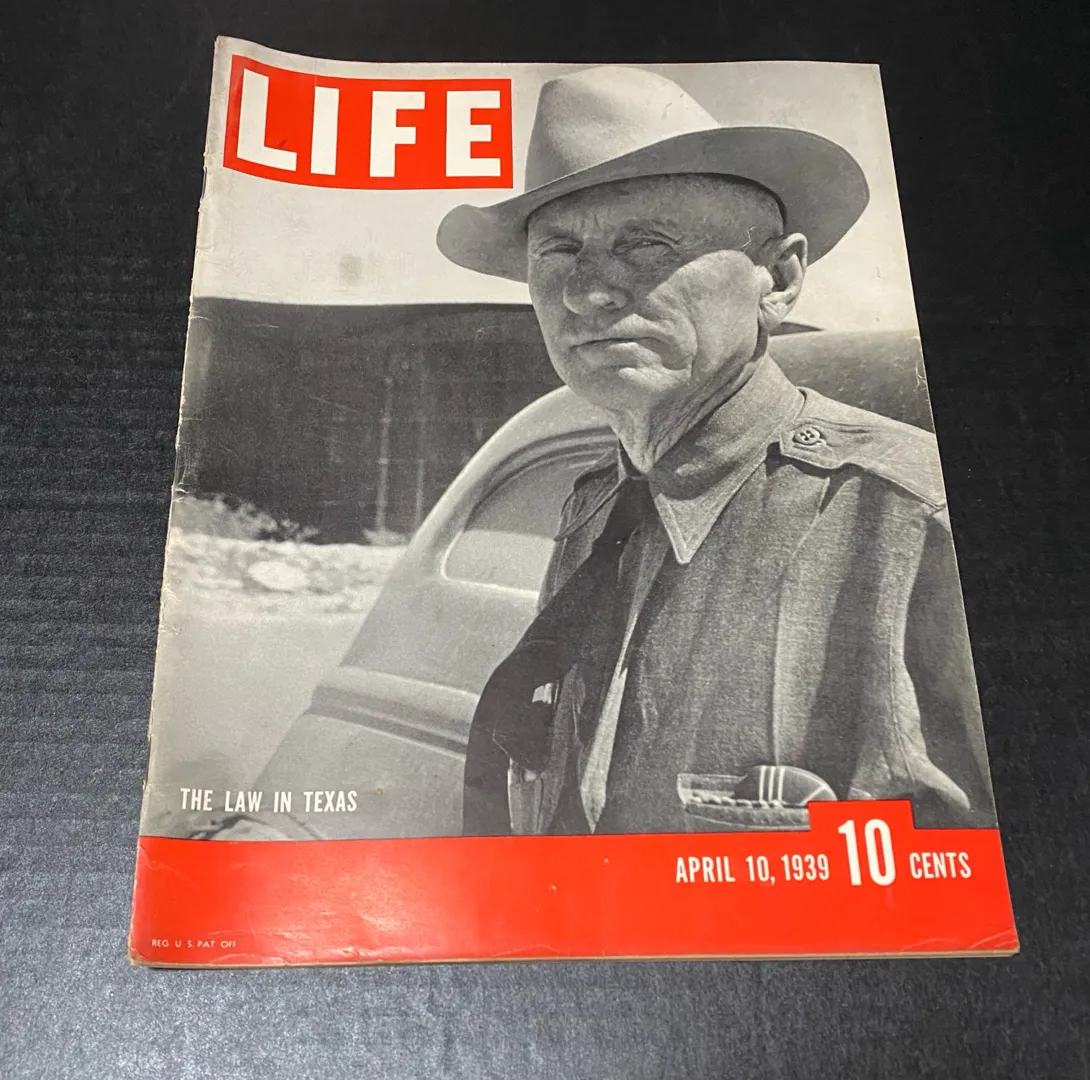 LIFE
THE LAW IN TEXAS
APRIL 10, 1939 10 CENTS
REG U S. PAT OFF